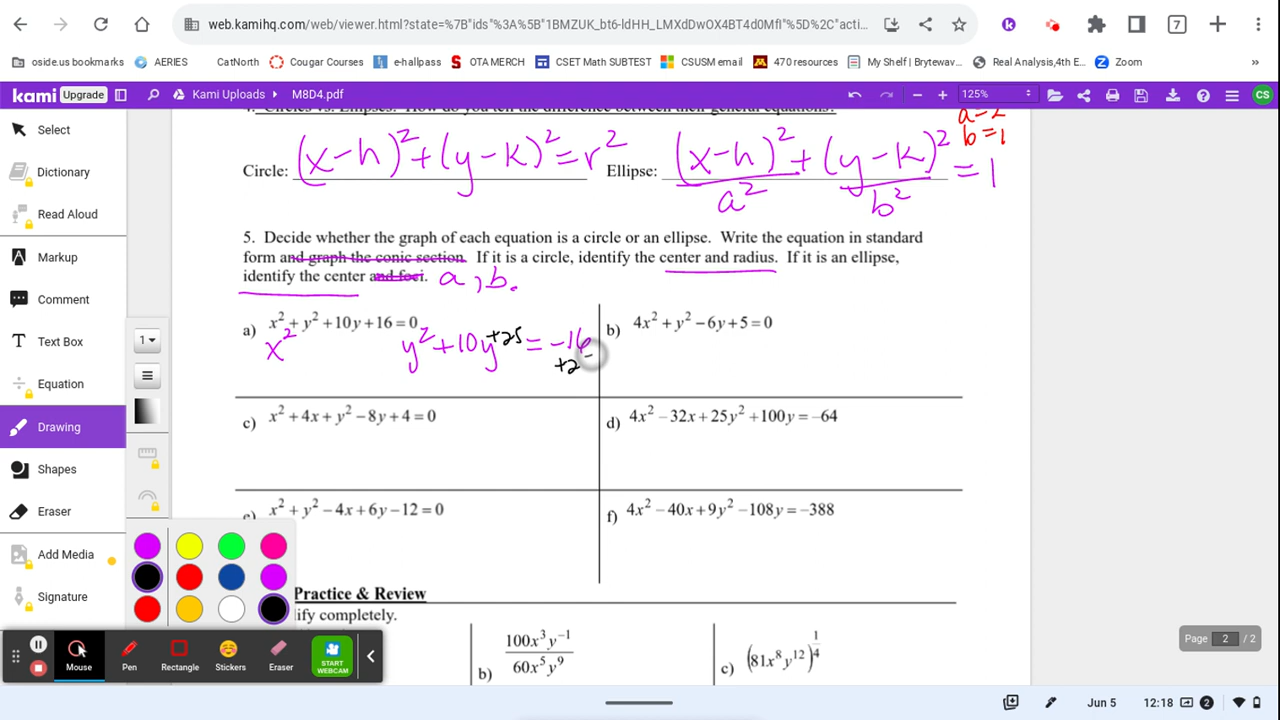 web.kamihq.com/web/viewer.html?state=%7B"ids"%3A%5B"1BMZUK_bt6-ldHH_LMXdDwOX4BT4d0MfI"%5D%2C"acti...
7
oside.us bookmarks AERIES CatNorth Cougar Courses e-hallpass OTA MERCH CSET Math SUBTEST CSUSM email 470 resources My Shelf | Brytewav... Real Analysis,4th E... Zoom »
kami Upgrade Kami Uploads > M8D4.pdf 125% CS
a=2
b=1
Circle: (x-h)²+(y-k)²=r² Ellipse: (x-h)²/a² + (y-k)²/b² = 1
5. Decide whether the graph of each equation is a circle or an ellipse. Write the equation in standard
form and graph the conic section. If it is a circle, identify the center and radius. If it is an ellipse,
identify the center and foci. a, b.
a) x² + y² +10y+16=0
x² y²+10y+25 = -16
+2
b) 4x² + y² −6y+5=0
c) x² + 4x + y² −8y + 4 = 0
d) 4x² −32x+25y² +100y = −64
x² + y² − 4x + 6y −12 = 0
f) 4x² −40x+9y² −108y = −388
Practice & Review
lify completely.
b) 100x³y⁻¹ / 60x⁵y⁹
c) (81x⁸y¹²)^(1/4)
Select
Dictionary
Read Aloud
Markup
Comment
Text Box
Equation
Drawing
Shapes
Eraser
Add Media
Signature
1
Page 2 / 2
Mouse Pen Rectangle Stickers Eraser START WEBCAM
Jun 5 12:18 2